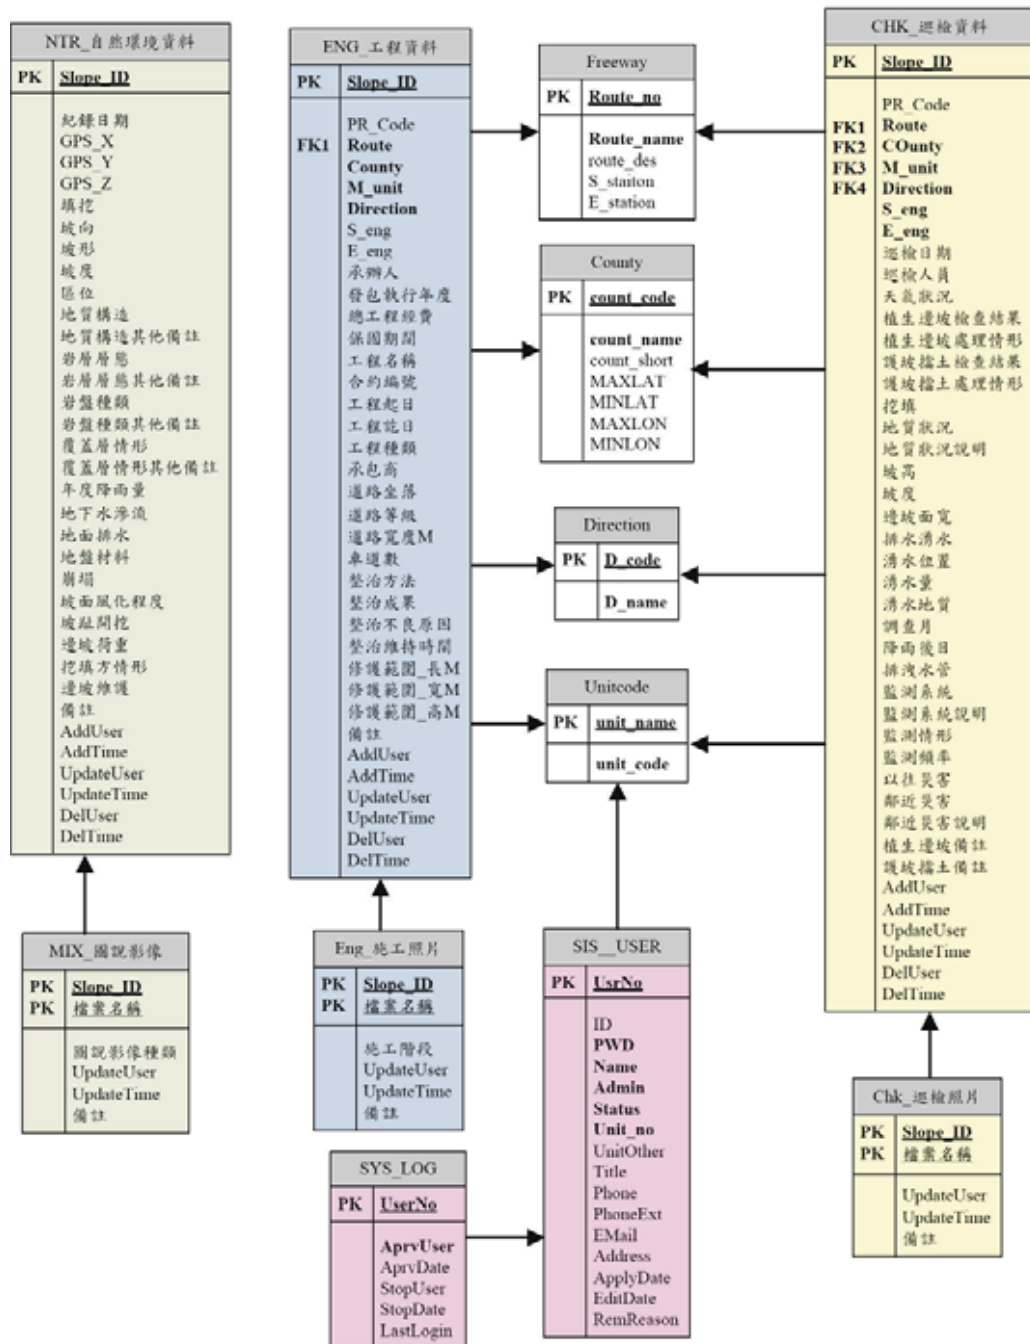 NTR_自然環境資料
PK Slope_ID
紀錄日期
GPS_X
GPS_Y
GPS_Z
填挖
坡向
坡形
坡度
區位
地質構造
地質構造其他備註
岩層層態
岩層層態其他備註
岩盤種類
岩盤種類其他備註
覆蓋層情形
覆蓋層情形其他備註
年度降雨量
地下水滲流
地面排水
地盤材料
崩塌
坡面風化程度
坡趾開挖
邊坡荷重
挖填方情形
邊坡維護
備註
AddUser
AddTime
UpdateUser
UpdateTime
DelUser
DelTime
MIX_圖說影像
PK Slope_ID
PK 檔案名稱
圖說影像種類
UpdateUser
UpdateTime
備註
ENG_工程資料
PK Slope_ID
PR_Code
FK1 Route
County
M_unit
Direction
S_eng
E_eng
承辦人
發包執行年度
總工程經費
保固期間
工程名稱
合約編號
工程起日
工程訖日
工程種類
承包商
道路坐落
道路等級
道路寬度M
車道數
整治方法
整治成果
整治不良原因
整治維持時間
修護範圍_長M
修護範圍_寬M
修護範圍_高M
備註
AddUser
AddTime
UpdateUser
UpdateTime
DelUser
DelTime
Eng_施工照片
PK Slope_ID
PK 檔案名稱
施工階段
UpdateUser
UpdateTime
備註
SYS_LOG
PK UserNo
AprvUser
AprvDate
StopUser
StopDate
LastLogin
Freeway
PK Route_no
Route_name
route_des
S_staiton
E_station
County
PK count_code
count_name
count_short
MAXLAT
MINLAT
MAXLON
MINLON
Direction
PK D_code
D_name
Unitcode
PK unit_name
unit_code
SIS__USER
PK UsrNo
ID
PWD
Name
Admin
Status
Unit_no
UnitOther
Title
Phone
PhoneExt
EMail
Address
ApplyDate
EditDate
RemReason
CHK_巡檢資料
PK Slope_ID
PR_Code
FK1 Route
FK2 COunty
FK3 M_unit
FK4 Direction
S_eng
E_eng
巡檢日期
巡檢人員
天氣狀況
植生邊坡檢查結果
植生邊坡處理情形
護坡擋土檢查結果
護坡擋土處理情形
挖填
地質狀況
地質狀況說明
坡高
坡度
邊坡面寬
排水湧水
湧水位置
湧水量
湧水地質
調查月
降雨後日
排洩水管
監測系統
監測系統說明
監測情形
監測頻率
以往災害
鄰近災害
鄰近災害說明
植生邊坡備註
護坡擋土備註
AddUser
AddTime
UpdateUser
UpdateTime
DelUser
DelTime
Chk_巡檢照片
PK Slope_ID
PK 檔案名稱
UpdateUser
UpdateTime
備註